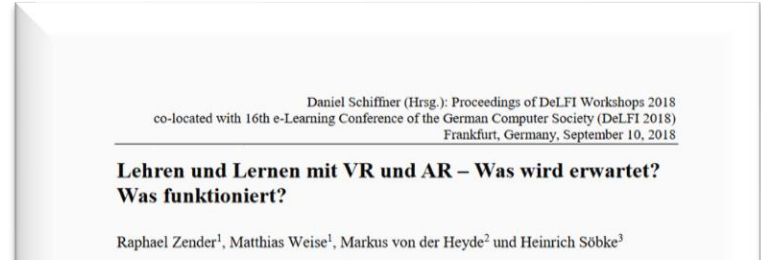 Daniel Schiffner (Hrsg.): Proceedings of DeLFI Workshops 2018
co-located with 16th e-Learning Conference of the German Computer Society (DeLFI 2018)
Frankfurt, Germany, September 10, 2018
Lehren und Lernen mit VR und AR – Was wird erwartet?
Was funktioniert?
Raphael Zender¹, Matthias Weise¹, Markus von der Heyde² und Heinrich Söbke³